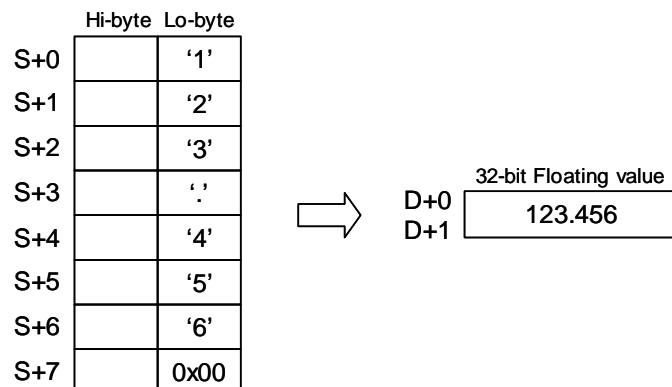 Hi-byte Lo-byte
S+0 ‘1’
S+1 ‘2’
S+2 ‘3’
S+3 ‘.’
S+4 ‘4’
S+5 ‘5’
S+6 ‘6’
S+7 0x00
32-bit Floating value
D+0
D+1
123.456